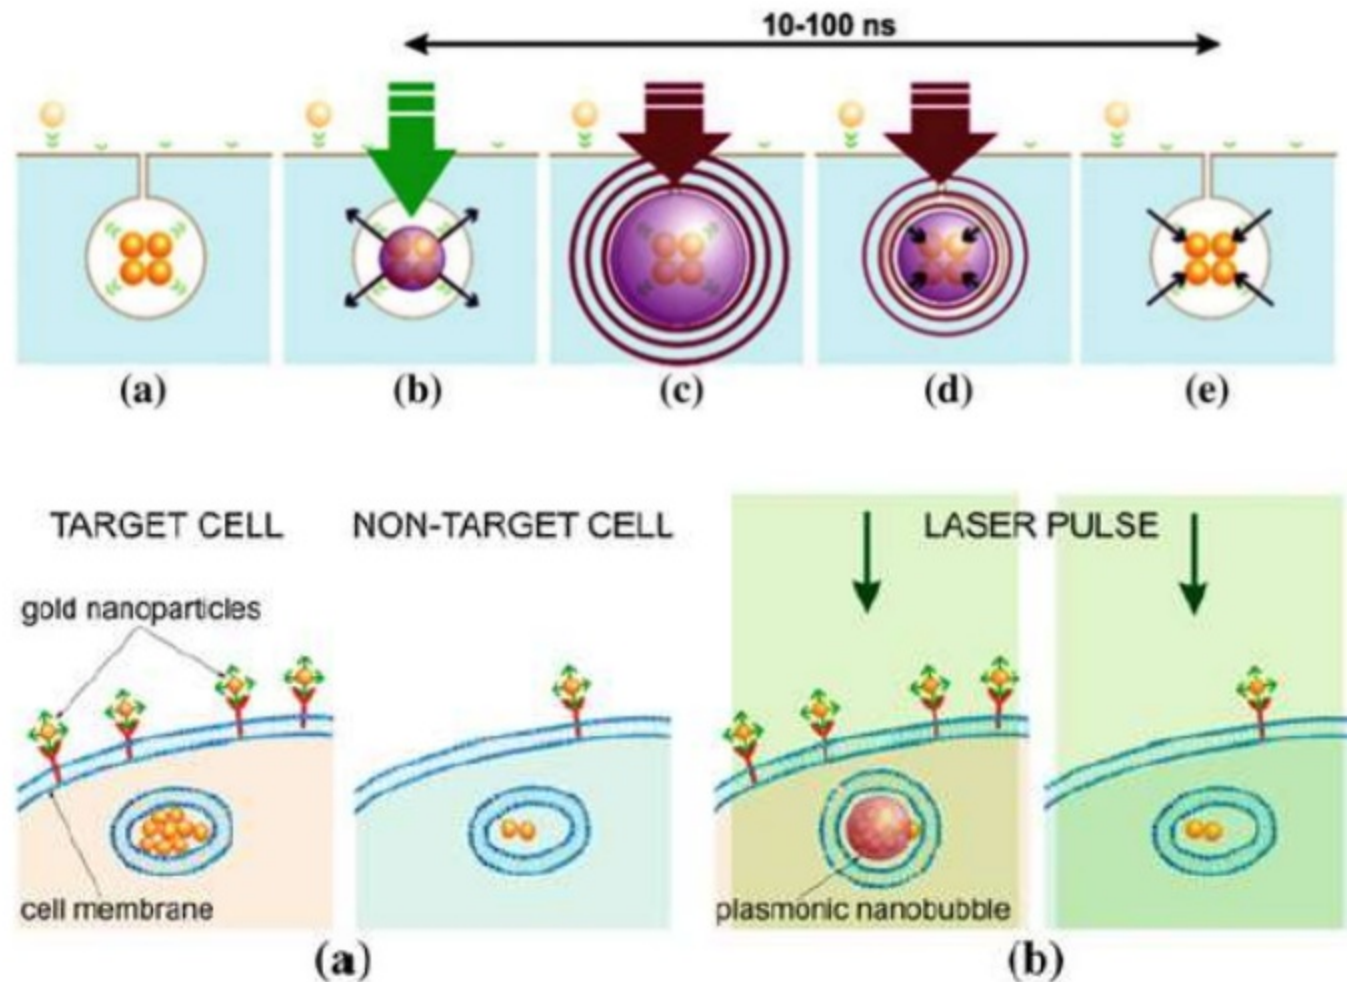 10-100 ns
(a) (b) (c) (d) (e)
TARGET CELL NON-TARGET CELL LASER PULSE
gold nanoparticles
cell membrane plasmonic nanobubble
(a) (b)